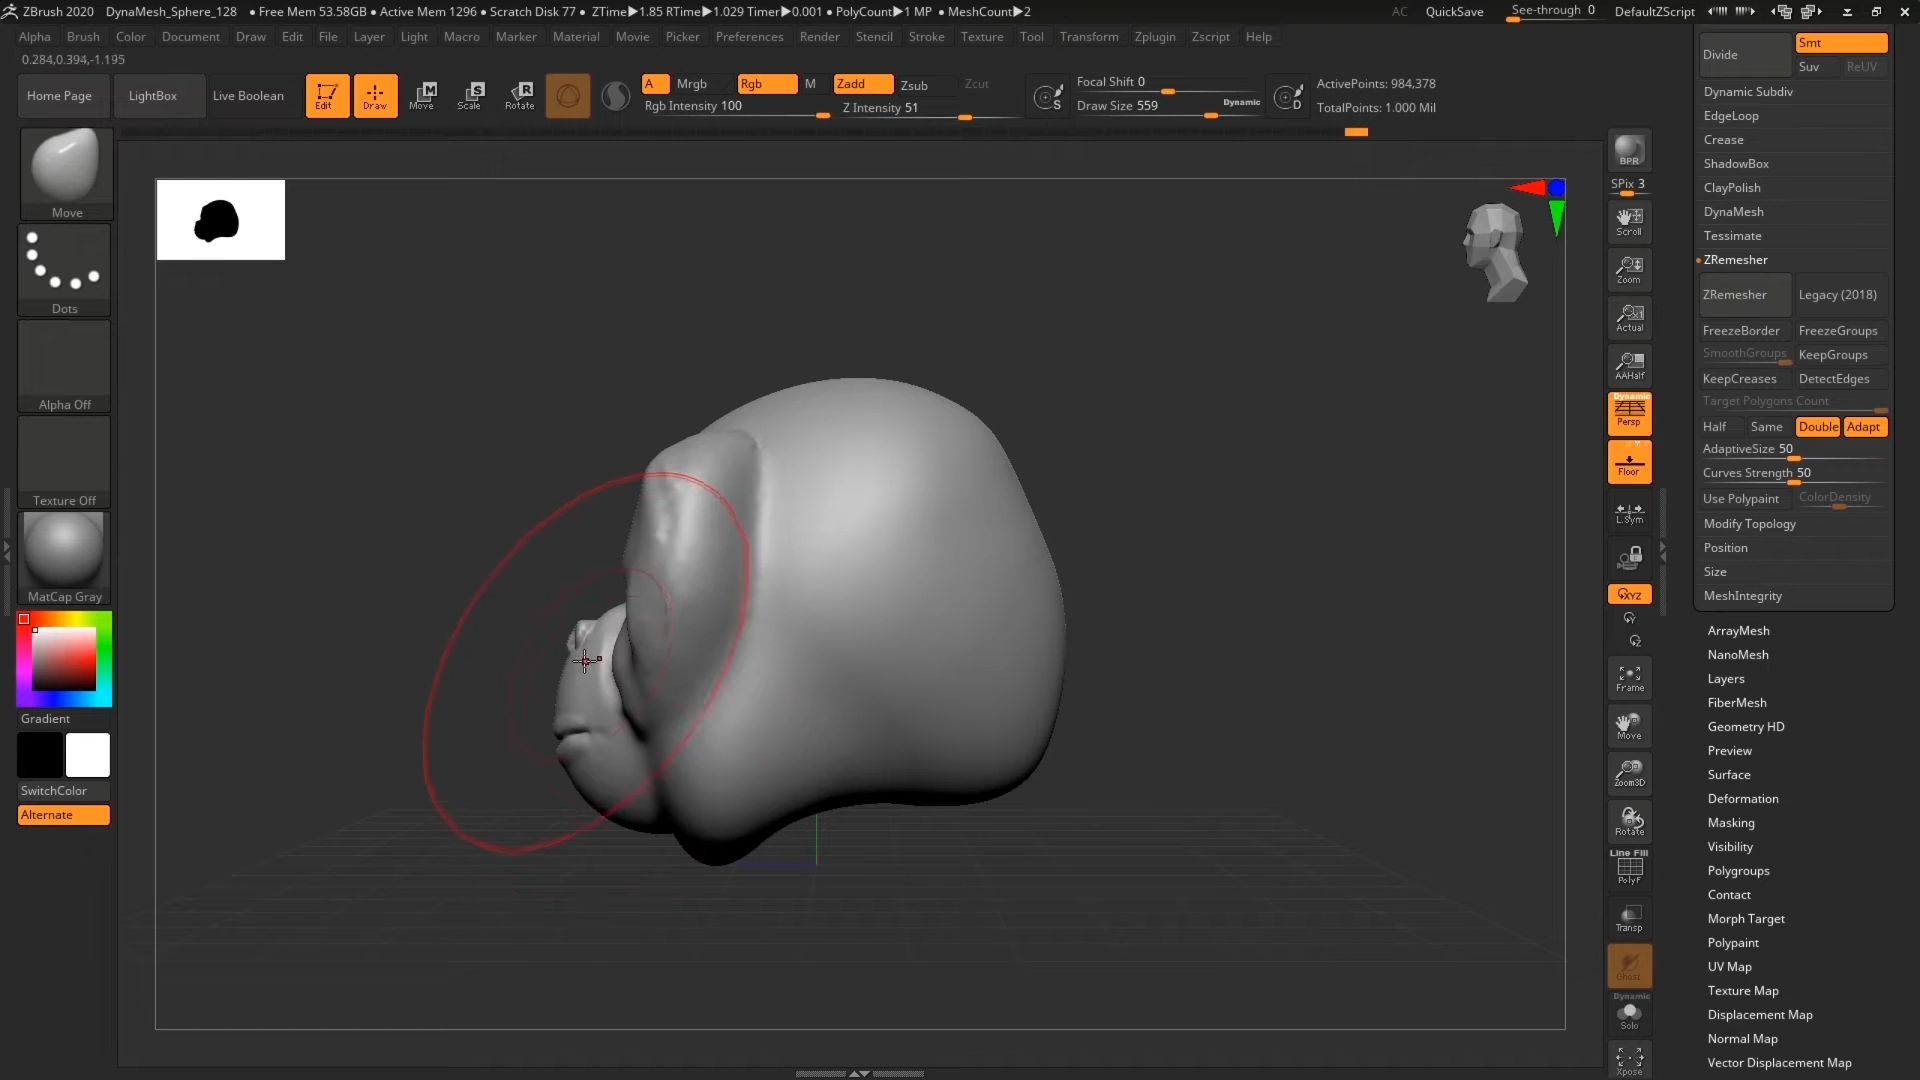 ZBrush 2020 DynaMesh_Sphere_128 ● Free Mem 53.58GB ● Active Mem 1296 ● Scratch Disk 77 ● ZTime▶1.85 RTime▶1.029 Timer▶0.001 ● PolyCount▶1 MP ● MeshCount▶2 AC QuickSave See-through 0 DefaultZScript
Alpha Brush Color Document Draw Edit File Layer Light Macro Marker Material Movie Picker Preferences Render Stencil Stroke Texture Tool Transform Zplugin Zscript Help
0.284,0.394,-1.195
Home Page LightBox Live Boolean Edit Draw Move Scale Rotate
A Mrgb Rgb M Zadd Zsub Zcut
Rgb Intensity 100 Z Intensity 51
S Focal Shift 0
Draw Size 559 Dynamic
D ActivePoints: 984,378
TotalPoints: 1.000 Mil
Move
Dots
Alpha Off
Texture Off
MatCap Gray
Gradient
SwitchColor
Alternate
BPR
SPix 3
Scroll
Zoom
Actual
AAHalf
Dynamic
Persp
Floor
L.Sym
XYZ
Y
Z
Frame
Move
Zoom3D
Rotate
Line Fill
PolyF
Transp
Ghost
Dynamic
Solo
Xpose
Divide Smt
Suv ReUV
Dynamic Subdiv
EdgeLoop
Crease
ShadowBox
ClayPolish
DynaMesh
Tessimate
ZRemesher
ZRemesher Legacy (2018)
FreezeBorder FreezeGroups
SmoothGroups KeepGroups
KeepCreases DetectEdges
Target Polygons Count
Half Same Double Adapt
AdaptiveSize 50
Curves Strength 50
Use Polypaint ColorDensity
Modify Topology
Position
Size
MeshIntegrity
ArrayMesh
NanoMesh
Layers
FiberMesh
Geometry HD
Preview
Surface
Deformation
Masking
Visibility
Polygroups
Contact
Morph Target
Polypaint
UV Map
Texture Map
Displacement Map
Normal Map
Vector Displacement Map